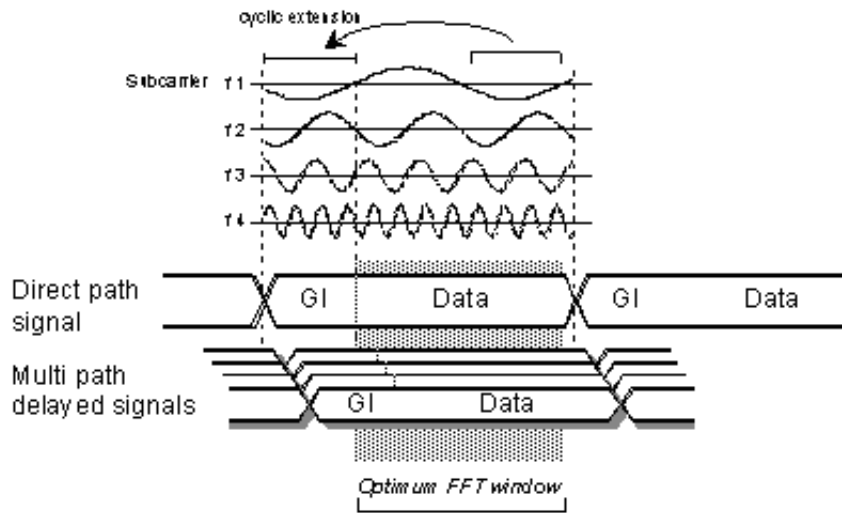 cyclic extension
Subcarrier f1
f2
f3
f4
Direct path
signal
GI Data GI Data
Multi path
delayed signals
GI Data
Optimum FFT window